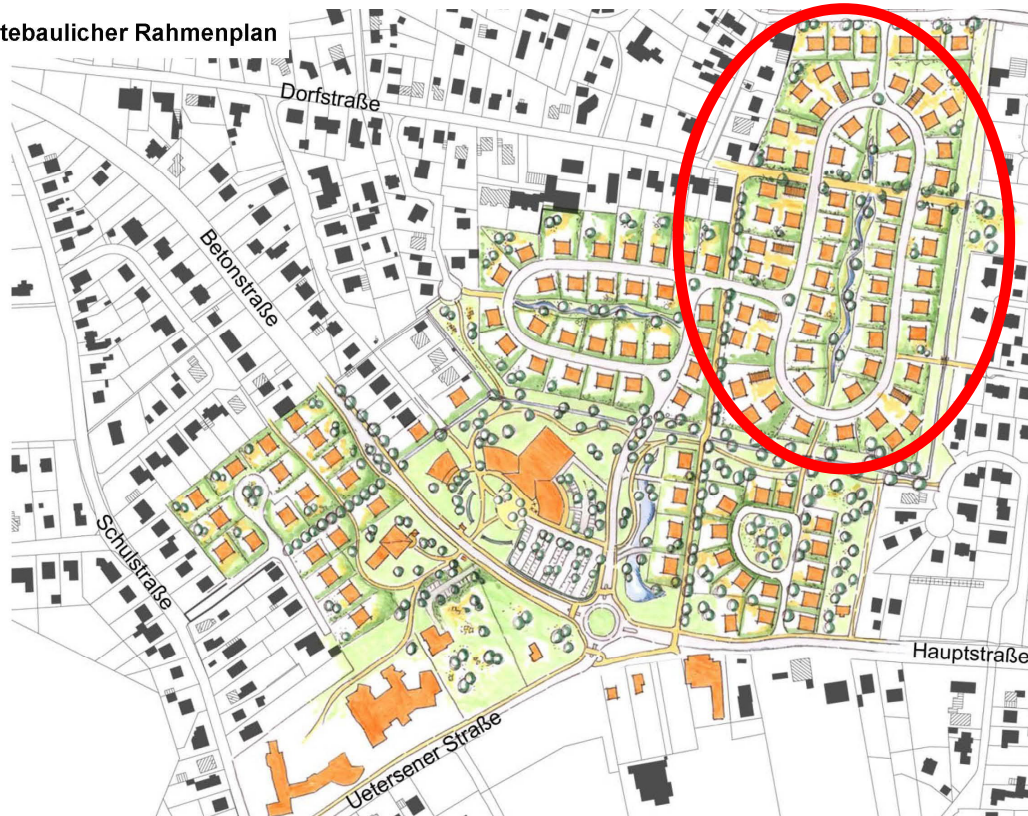 tebaulicher Rahmenplan
Dorfstraße
Betonstraße
Schulstraße
Hauptstraße
Uetersener Straße